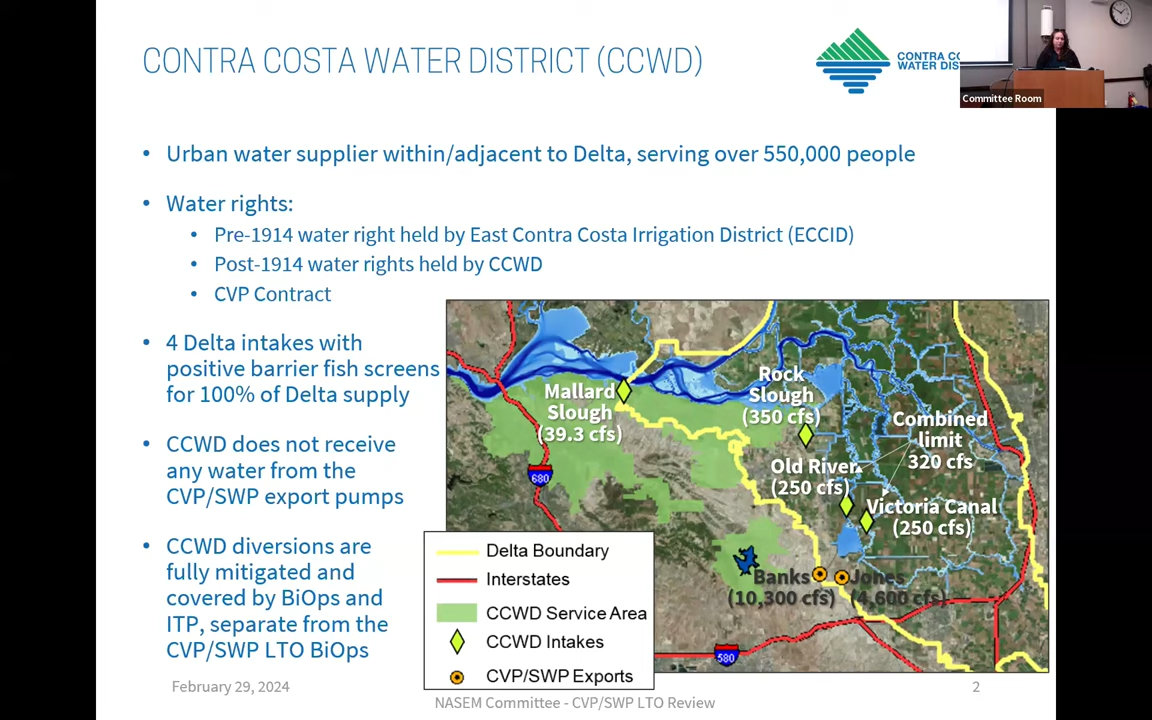 CONTRA COSTA WATER DISTRICT (CCWD)
CONTRA
WATER
Committee Room
• Urban water supplier within/adjacent to Delta, serving over 550,000 people
• Water rights:
• Pre-1914 water right held by East Contra Costa Irrigation District (ECCID)
• Post-1914 water rights held by CCWD
• CVP Contract
• 4 Delta intakes with
positive barrier fish screens
for 100% of Delta supply
• CCWD does not receive
any water from the
CVP/SWP export pumps
• CCWD diversions are
fully mitigated and
covered by BiOps and
ITP, separate from the
CVP/SWP LTO BiOps
Mallard
Slough
(39.3 cfs)
Rock
Slough
(350 cfs)
Combined
limit
320 cfs
Old River
(250 cfs)
Victoria Canal
(250 cfs)
Banks
(10,300 cfs)
Jones
(4,600 cfs)
680
580
Delta Boundary
Interstates
CCWD Service Area
CCWD Intakes
CVP/SWP Exports
February 29, 2024
NASEM Committee - CVP/SWP LTO Review
2